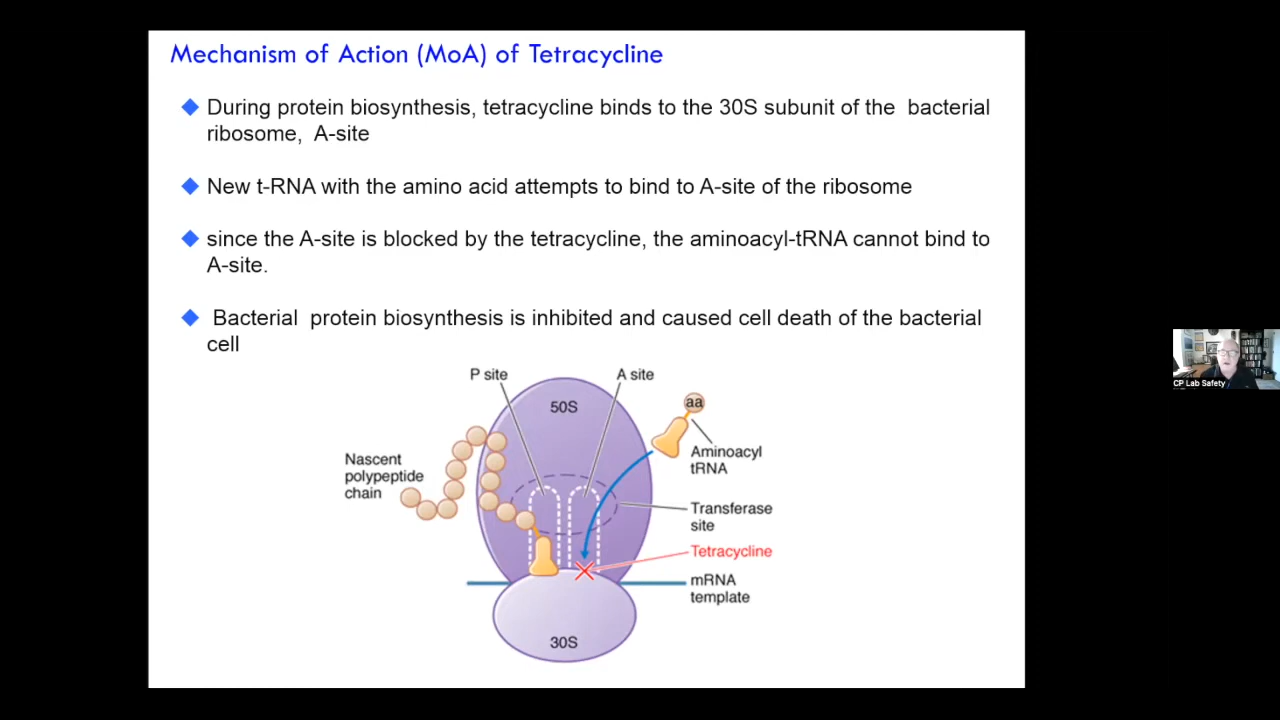 Mechanism of Action (MoA) of Tetracycline
During protein biosynthesis, tetracycline binds to the 30S subunit of the bacterial
ribosome, A-site
New t-RNA with the amino acid attempts to bind to A-site of the ribosome
since the A-site is blocked by the tetracycline, the aminoacyl-tRNA cannot bind to
A-site.
Bacterial protein biosynthesis is inhibited and caused cell death of the bacterial
cell
P site
A site
50S
aa
Aminoacyl
tRNA
Nascent
polypeptide
chain
Transferase
site
Tetracycline
mRNA
template
30S
CP Lab Safety